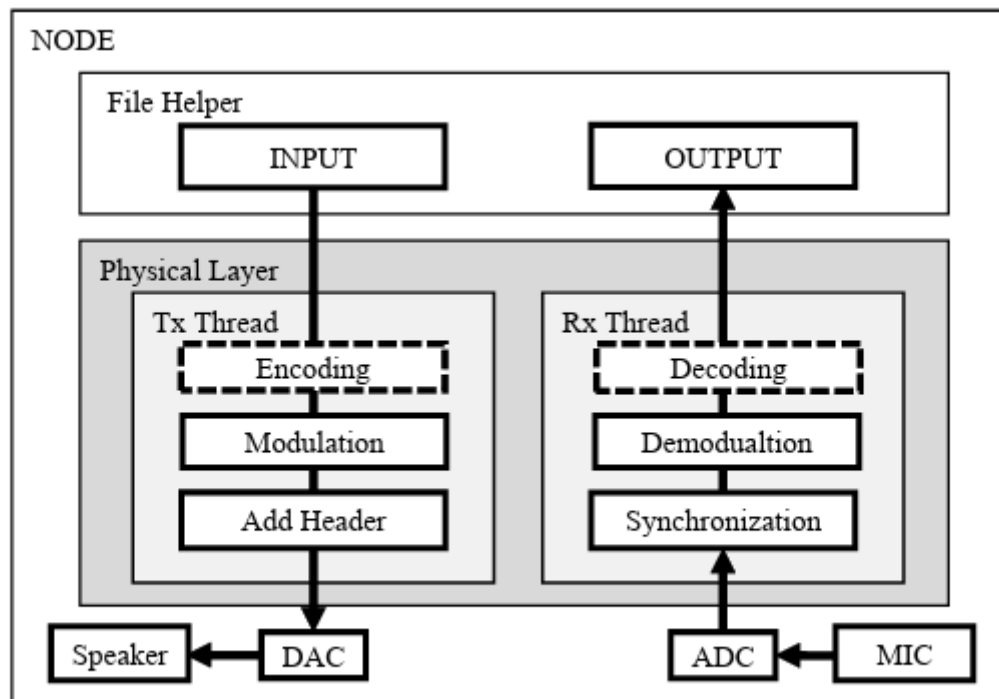 NODE
File Helper
INPUT
OUTPUT
Physical Layer
Tx Thread
Rx Thread
Encoding
Decoding
Modulation
Demodualtion
Add Header
Synchronization
Speaker
DAC
ADC
MIC